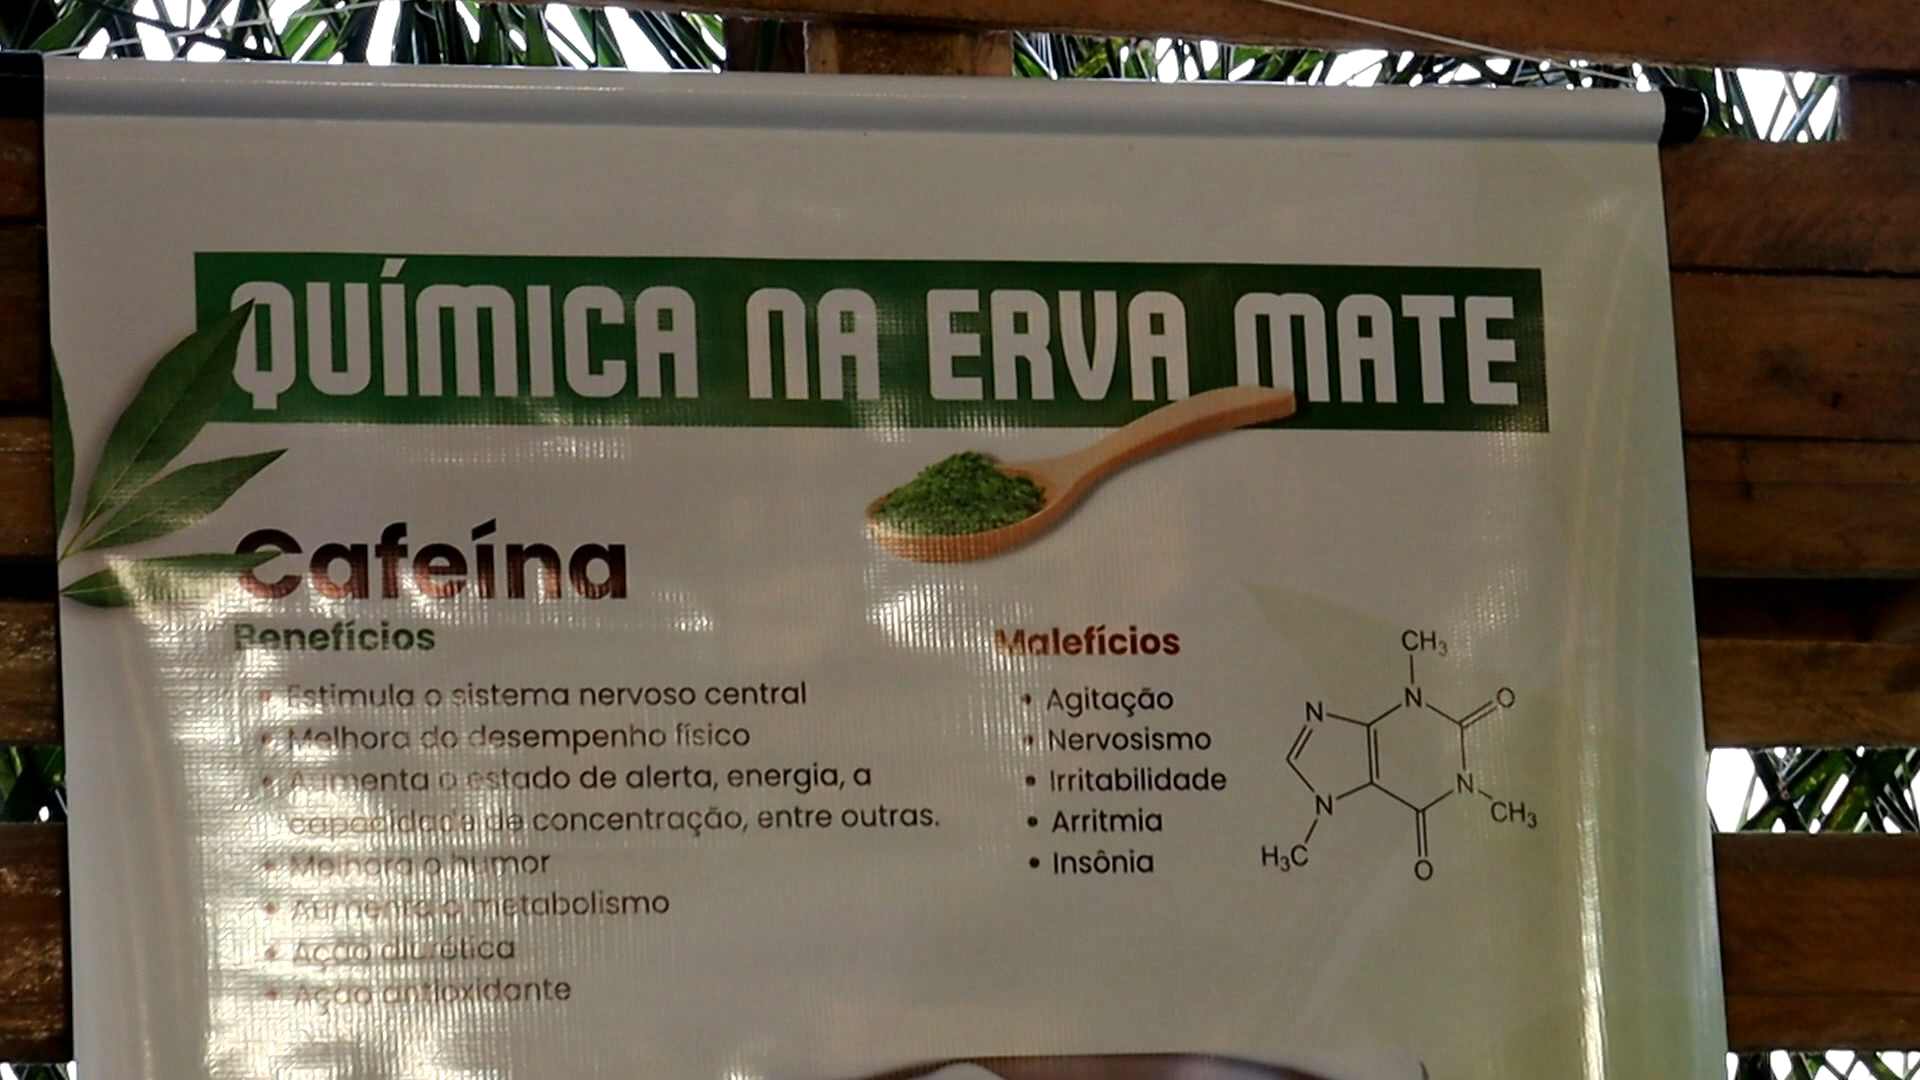 QUÍMICA NA ERVA MATE
Cafeína
Benefícios
• Estimula o sistema nervoso central
• Melhora do desempenho físico
• Aumenta o estado de alerta, energia, a
capacidade de concentração, entre outras.
• Melhora o humor
• Aumenta o metabolismo
• Ação diurética
• Ação antioxidante
Malefícios
• Agitação
• Nervosismo
• Irritabilidade
• Arritmia
• Insônia
CH₃
N
N
O
N
N
CH₃
H₃C
O